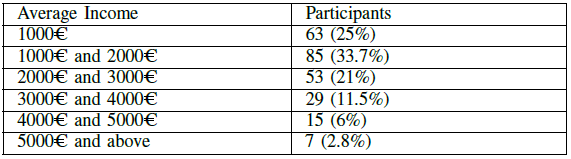 Average Income Participants
1000€ 63 (25%)
1000€ and 2000€ 85 (33.7%)
2000€ and 3000€ 53 (21%)
3000€ and 4000€ 29 (11.5%)
4000€ and 5000€ 15 (6%)
5000€ and above 7 (2.8%)